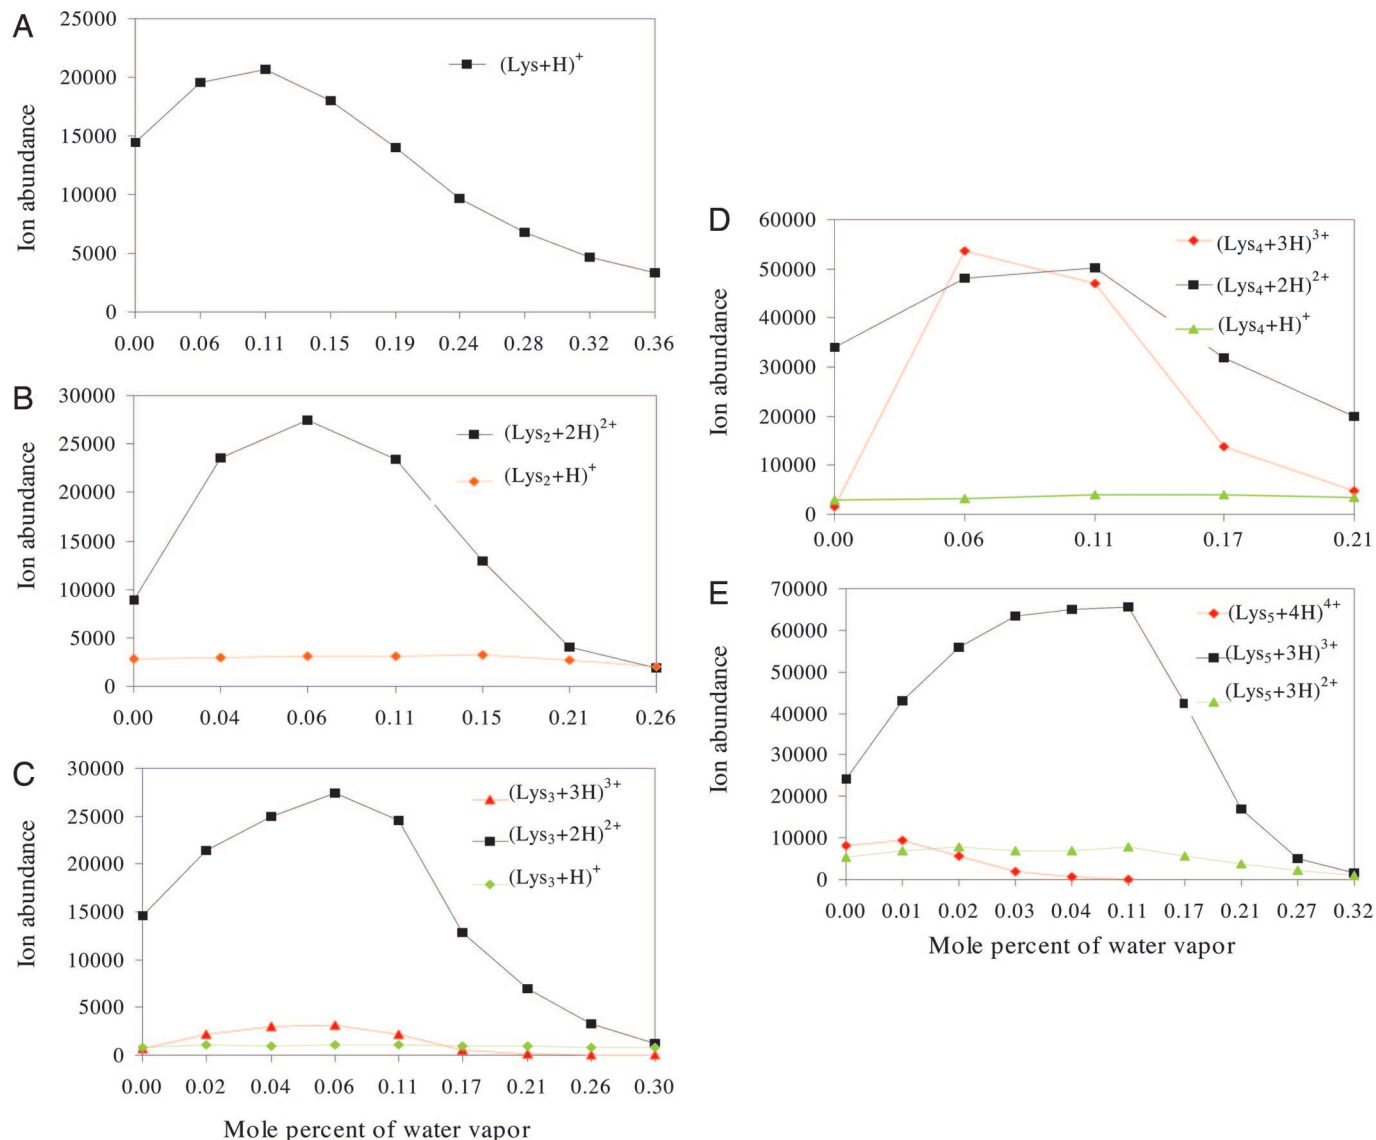 A
Ion abundance
25000
20000
15000
10000
5000
0
(Lys+H)⁺
0.00 0.06 0.11 0.15 0.19 0.24 0.28 0.32 0.36
B
Ion abundance
30000
25000
20000
15000
10000
5000
0
(Lys₂+2H)²⁺
(Lys₂+H)⁺
0.00 0.04 0.06 0.11 0.15 0.21 0.26
C
Ion abundance
30000
25000
20000
15000
10000
5000
0
(Lys₃+3H)³⁺
(Lys₃+2H)²⁺
(Lys₃+H)⁺
0.00 0.02 0.04 0.06 0.11 0.17 0.21 0.26 0.30
Mole percent of water vapor
D
Ion abundance
60000
50000
40000
30000
20000
10000
0
(Lys₄+3H)³⁺
(Lys₄+2H)²⁺
(Lys₄+H)⁺
0.00 0.06 0.11 0.17 0.21
E
Ion abundance
70000
60000
50000
40000
30000
20000
10000
0
(Lys₅+4H)⁴⁺
(Lys₅+3H)³⁺
(Lys₅+3H)²⁺
0.00 0.01 0.02 0.03 0.04 0.11 0.17 0.21 0.27 0.32
Mole percent of water vapor